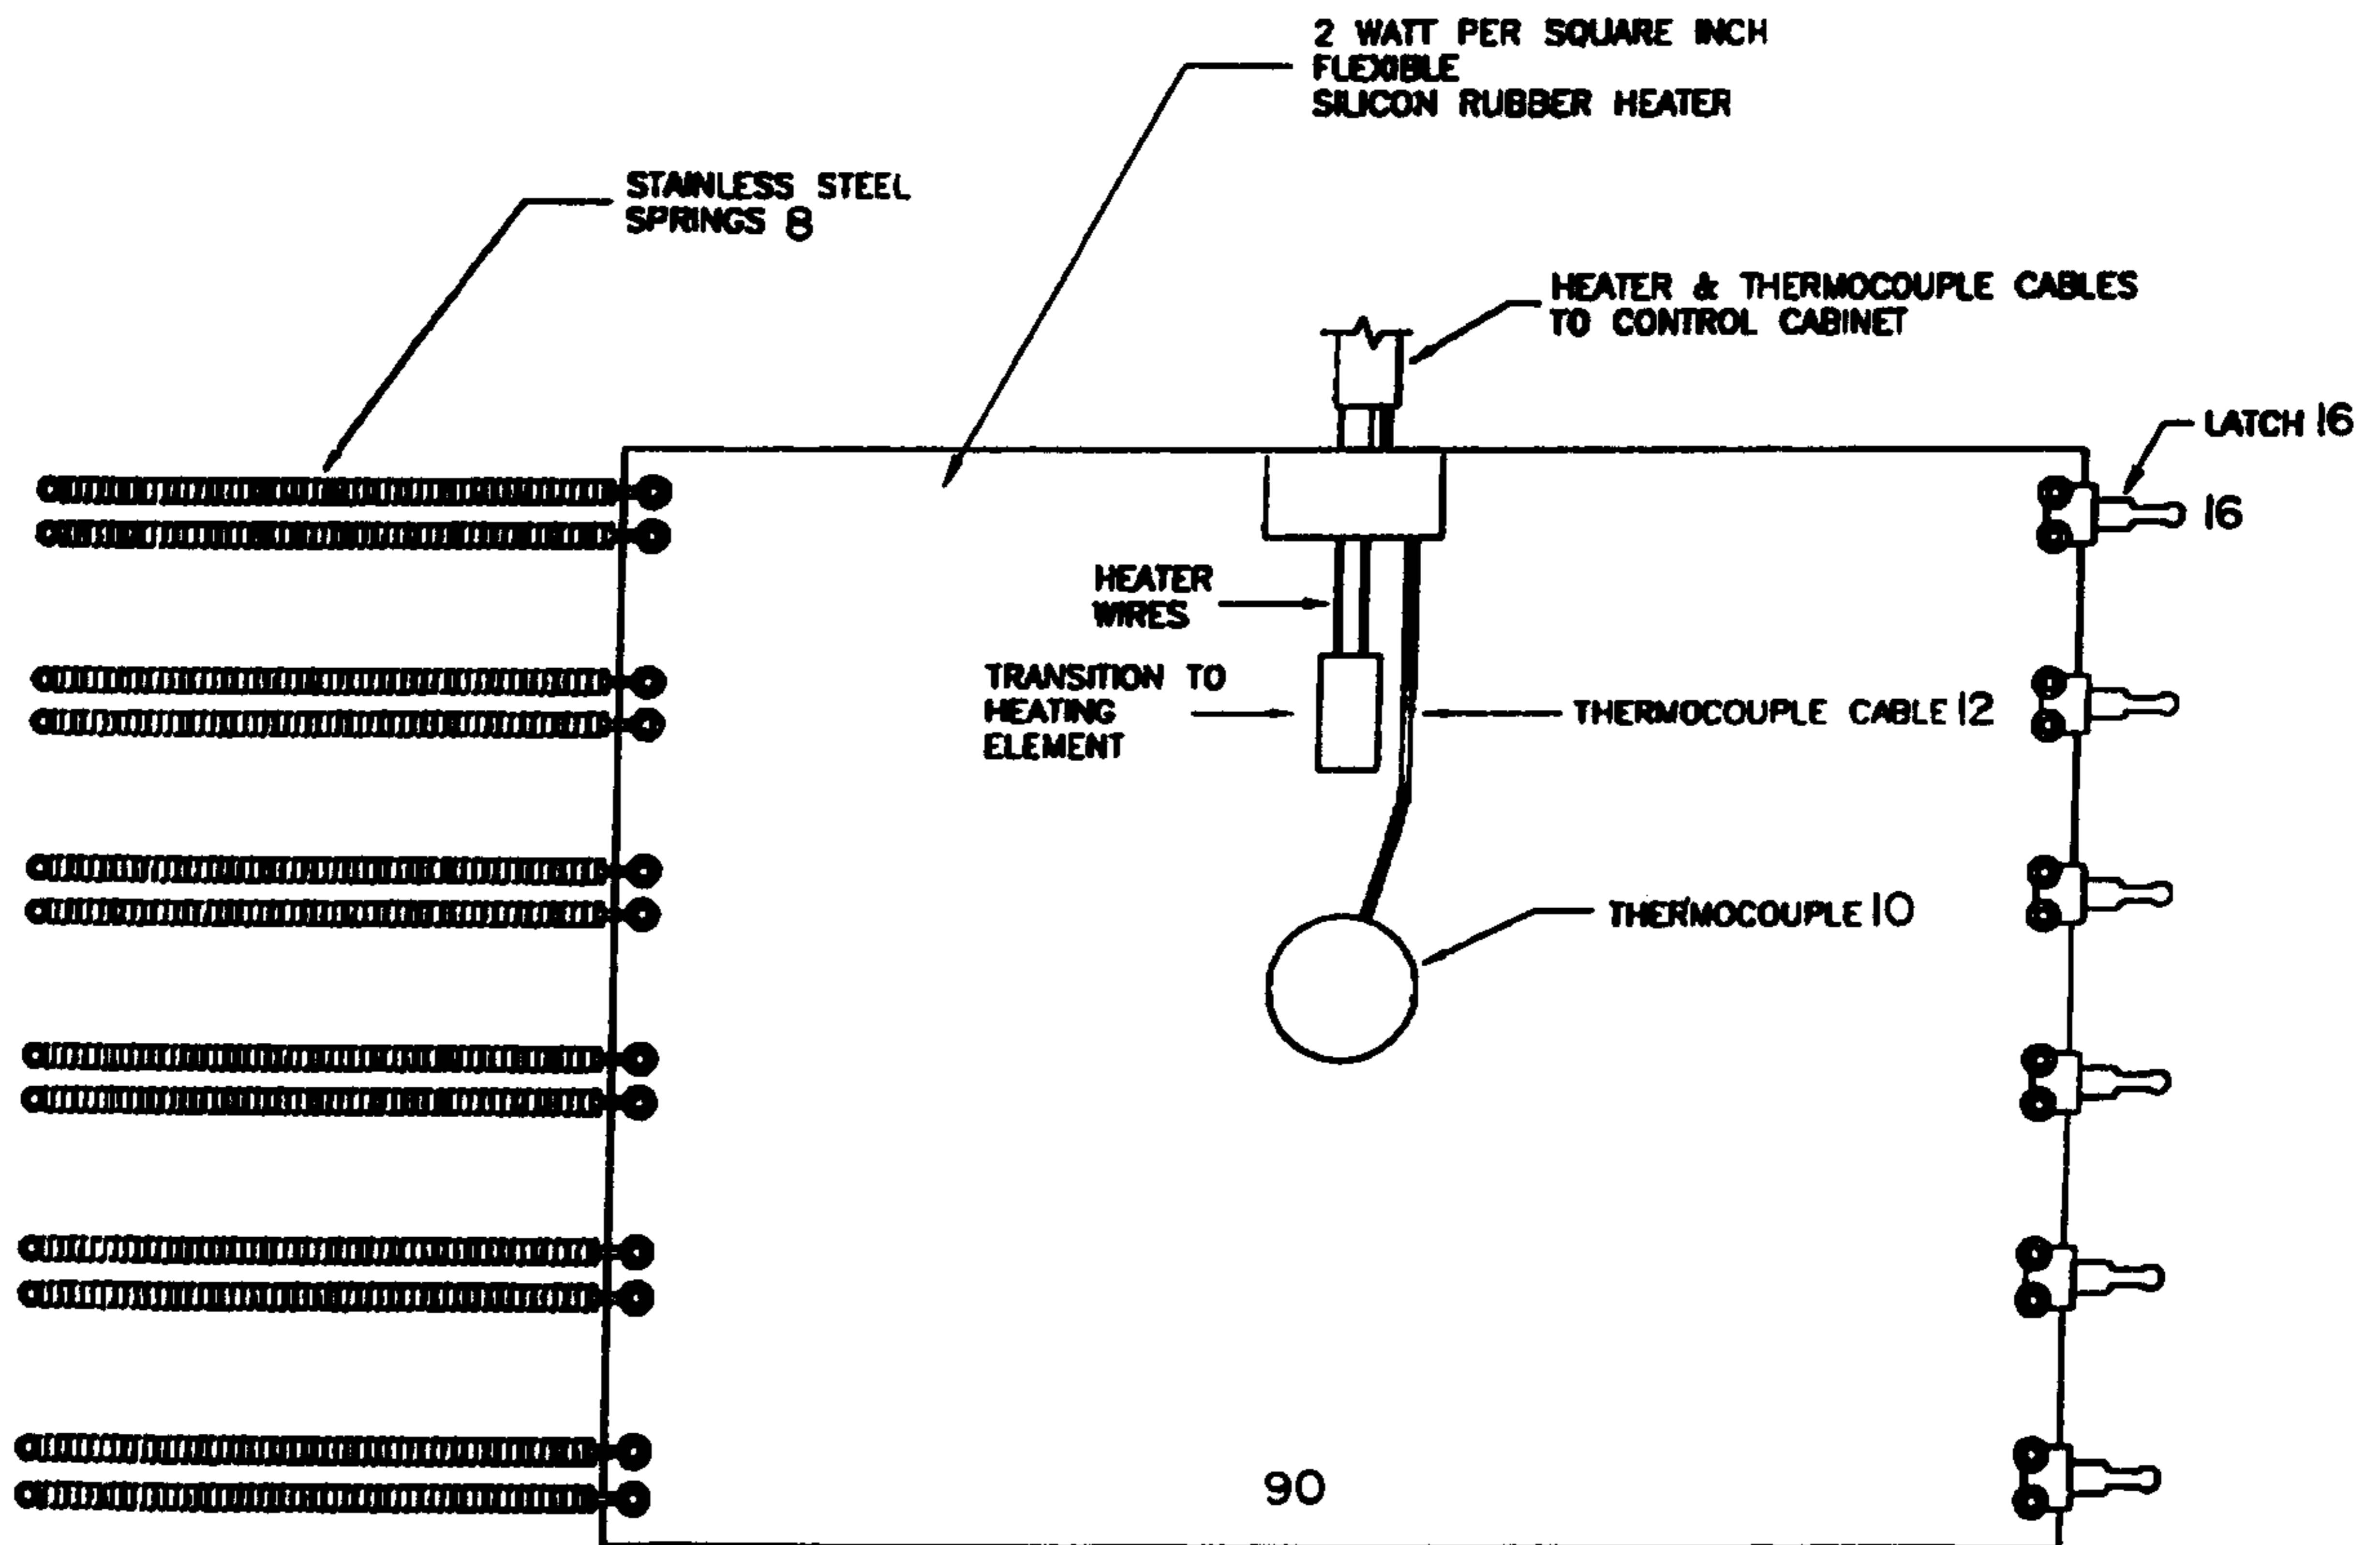 2 WATT PER SQUARE INCH
FLEXIBLE
SILICON RUBBER HEATER
STAINLESS STEEL
SPRINGS 8
HEATER & THERMOCOUPLE CABLES
TO CONTROL CABINET
LATCH 16
16
HEATER
WIRES
TRANSITION TO
HEATING
ELEMENT
THERMOCOUPLE CABLE 12
THERMOCOUPLE 10
90